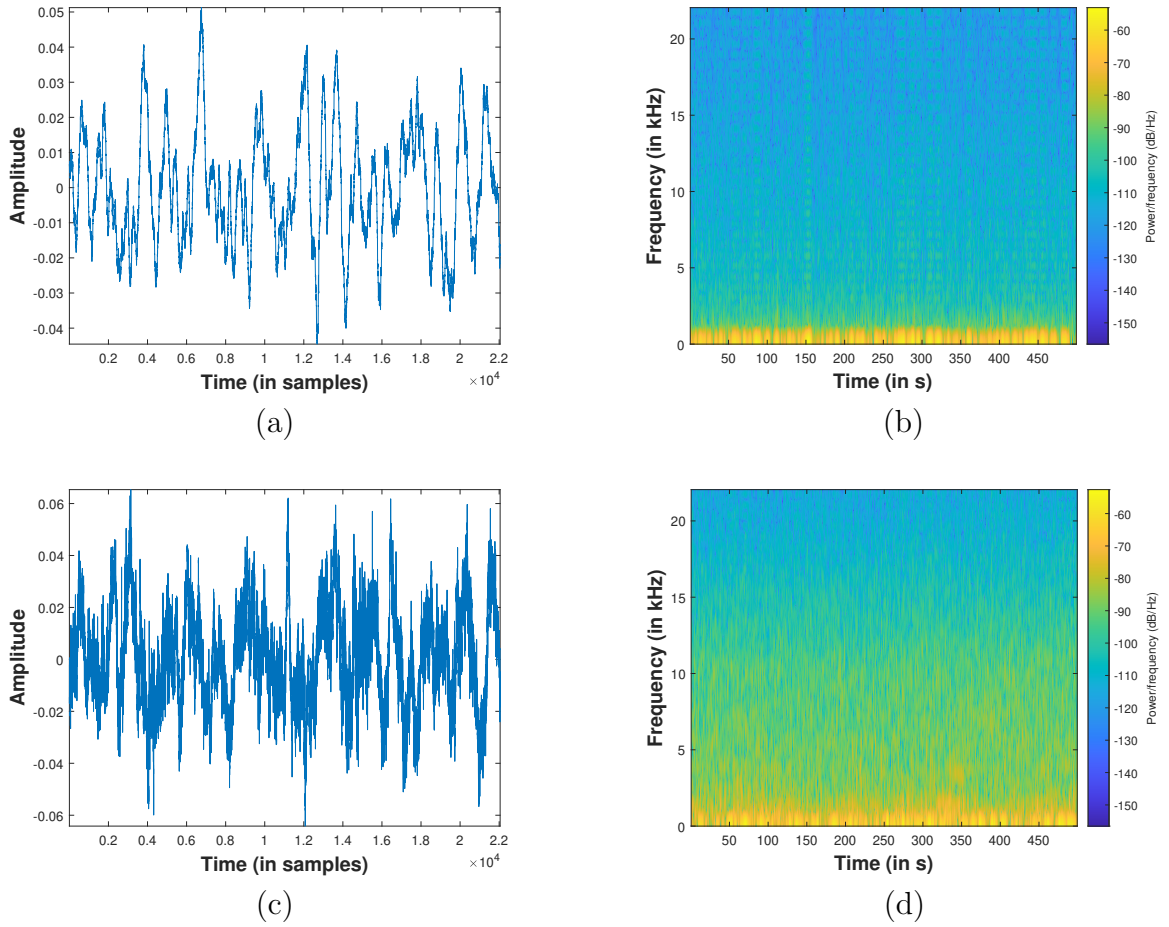 0.05
0.04
0.03
0.02
0.01
0
-0.01
-0.02
-0.03
-0.04
Amplitude
0.2 0.4 0.6 0.8 1 1.2 1.4 1.6 1.8 2 2.2
Time (in samples)
×10⁴
(a)
20
15
10
5
0
Frequency (in kHz)
50 100 150 200 250 300 350 400 450
Time (in s)
-60
-70
-80
-90
-100
-110
-120
-130
-140
-150
Power/frequency (dB/Hz)
(b)
0.06
0.04
0.02
0
-0.02
-0.04
-0.06
Amplitude
0.2 0.4 0.6 0.8 1 1.2 1.4 1.6 1.8 2 2.2
Time (in samples)
×10⁴
(c)
20
15
10
5
0
Frequency (in kHz)
50 100 150 200 250 300 350 400 450
Time (in s)
-60
-70
-80
-90
-100
-110
-120
-130
-140
-150
Power/frequency (dB/Hz)
(d)